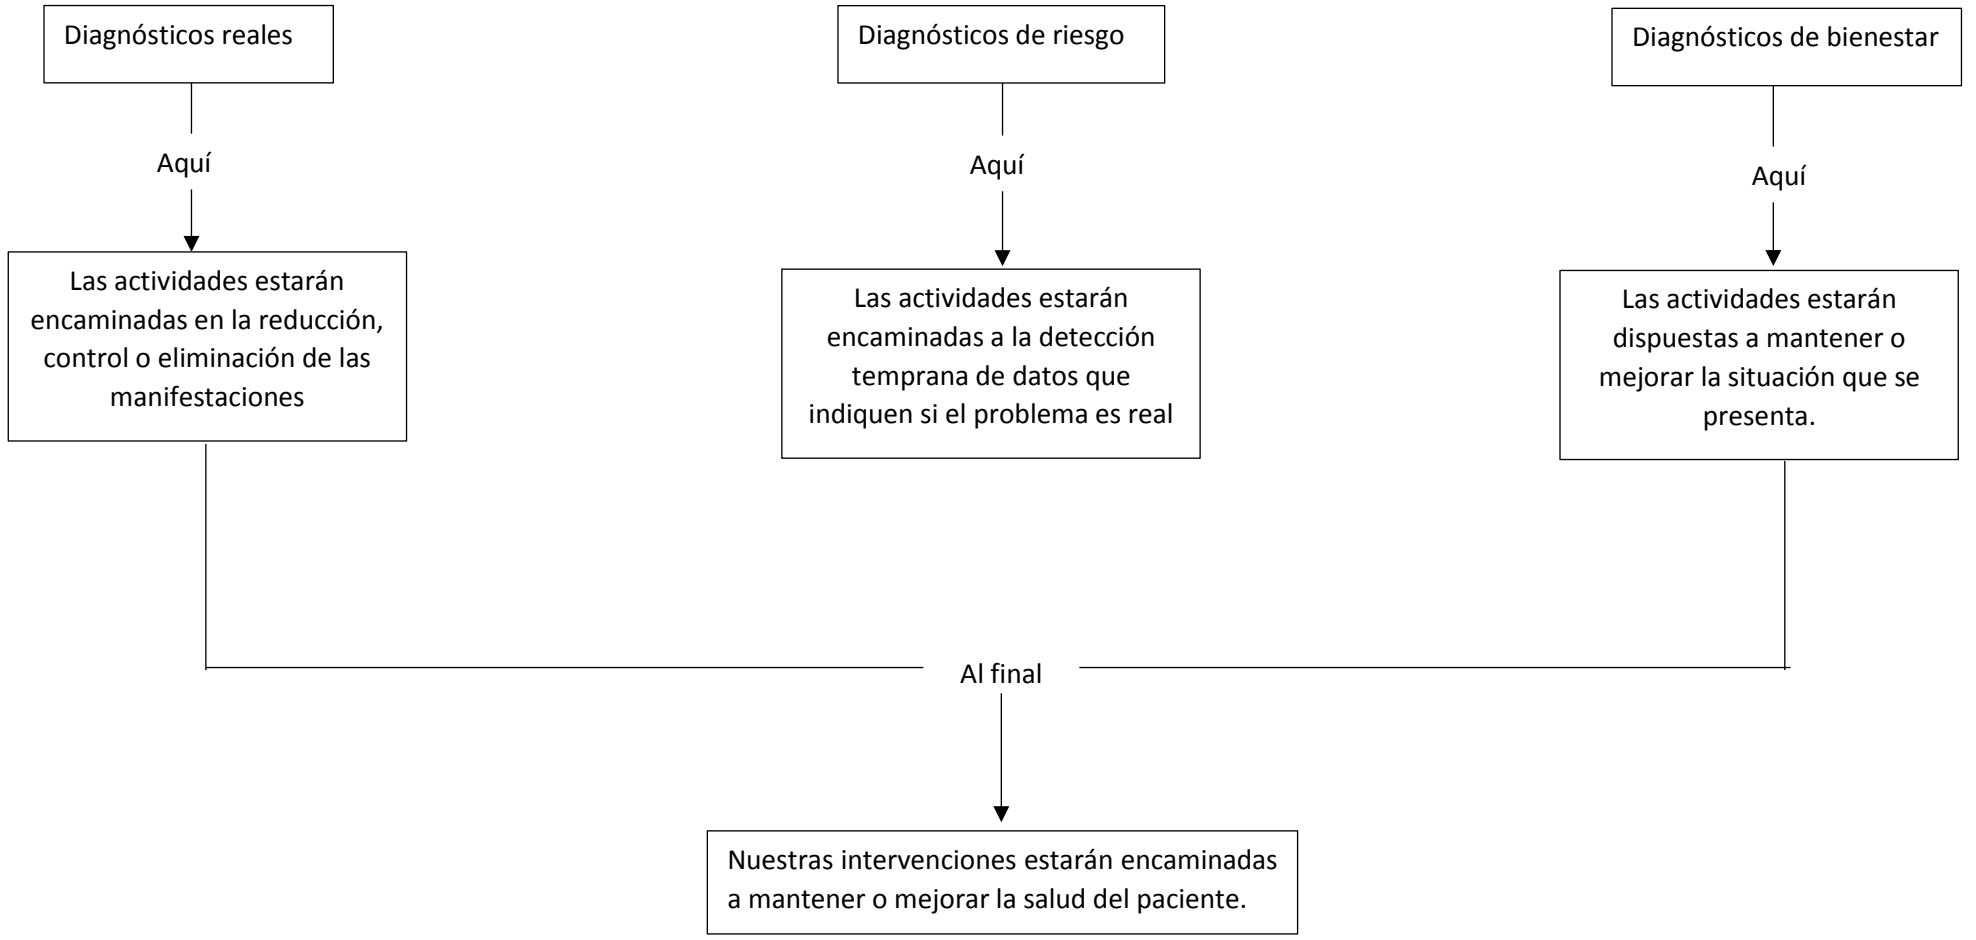 Diagnósticos reales
Diagnósticos de riesgo
Diagnósticos de bienestar
Aquí
Aquí
Aquí
Las actividades estarán
encaminadas en la reducción,
control o eliminación de las
manifestaciones
Las actividades estarán
encaminadas a la detección
temprana de datos que
indiquen si el problema es real
Las actividades estarán
dispuestas a mantener o
mejorar la situación que se
presenta.
Al final
Nuestras intervenciones estarán encaminadas
a mantener o mejorar la salud del paciente.